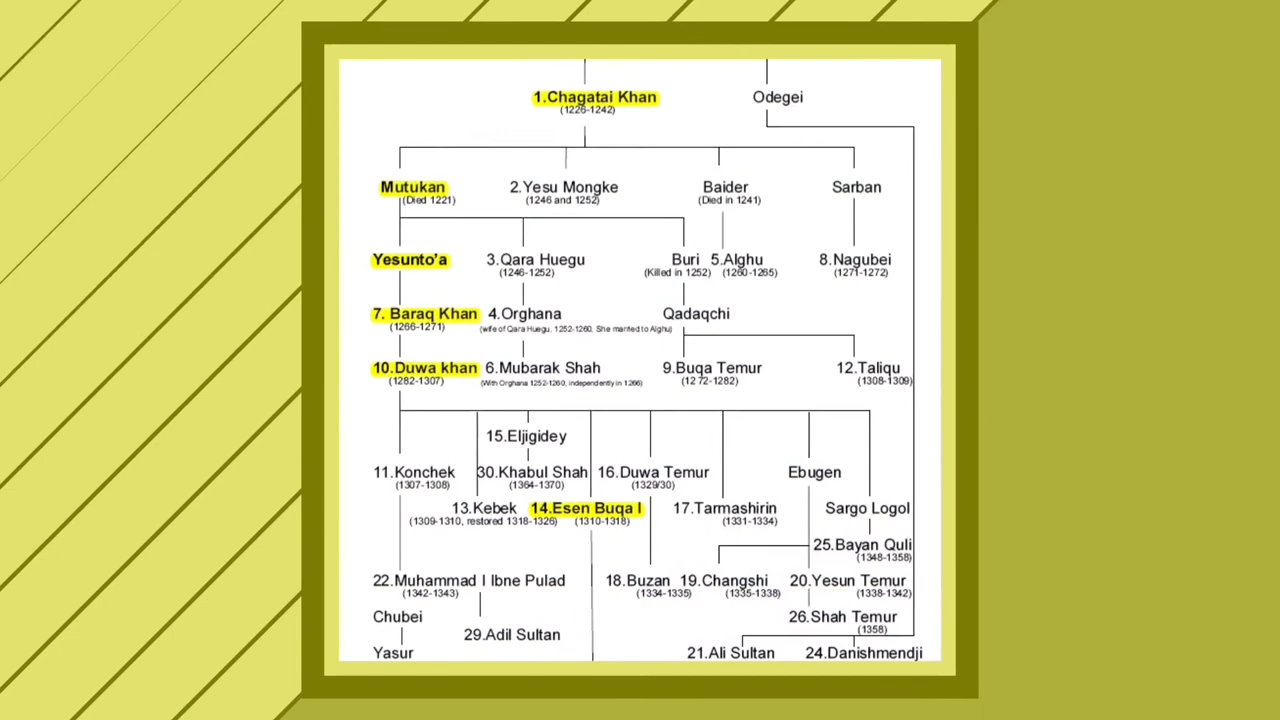 1.Chagatai Khan Odegei
(1226-1242)
Mutukan 2.Yesu Mongke Baider Sarban
(Died 1221) (1246 and 1252) (Died in 1241)
Yesunto'a 3.Qara Huegu Buri 5.Alghu 8.Nagubei
(1246-1252) (Killed in 1252) (1260-1265) (1271-1272)
7. Baraq Khan 4.Orghana Qadaqchi
(1266-1271) (wife of Qara Huegu, 1252-1260, She married to Alghu)
10.Duwa khan 6.Mubarak Shah 9.Buqa Temur 12.Taliqu
(1282-1307) (With Orghana 1252-1260, independently in 1266) (1272-1282) (1308-1309)
15.Eljigidey
11.Konchek 30.Khabul Shah 16.Duwa Temur Ebugen
(1307-1308) (1364-1370) (1329/30)
13.Kebek 14.Esen Buqa I 17.Tarmashirin Sargo Logol
(1309-1310, restored 1318-1326) (1310-1318) (1331-1334)
25.Bayan Quli
(1348-1358)
22.Muhammad I Ibne Pulad 18.Buzan 19.Changshi 20.Yesun Temur
(1342-1343) (1334-1335) (1335-1338) (1338-1342)
Chubei 26.Shah Temur
(1358)
29.Adil Sultan
Yasur 21.Ali Sultan 24.Danishmendji